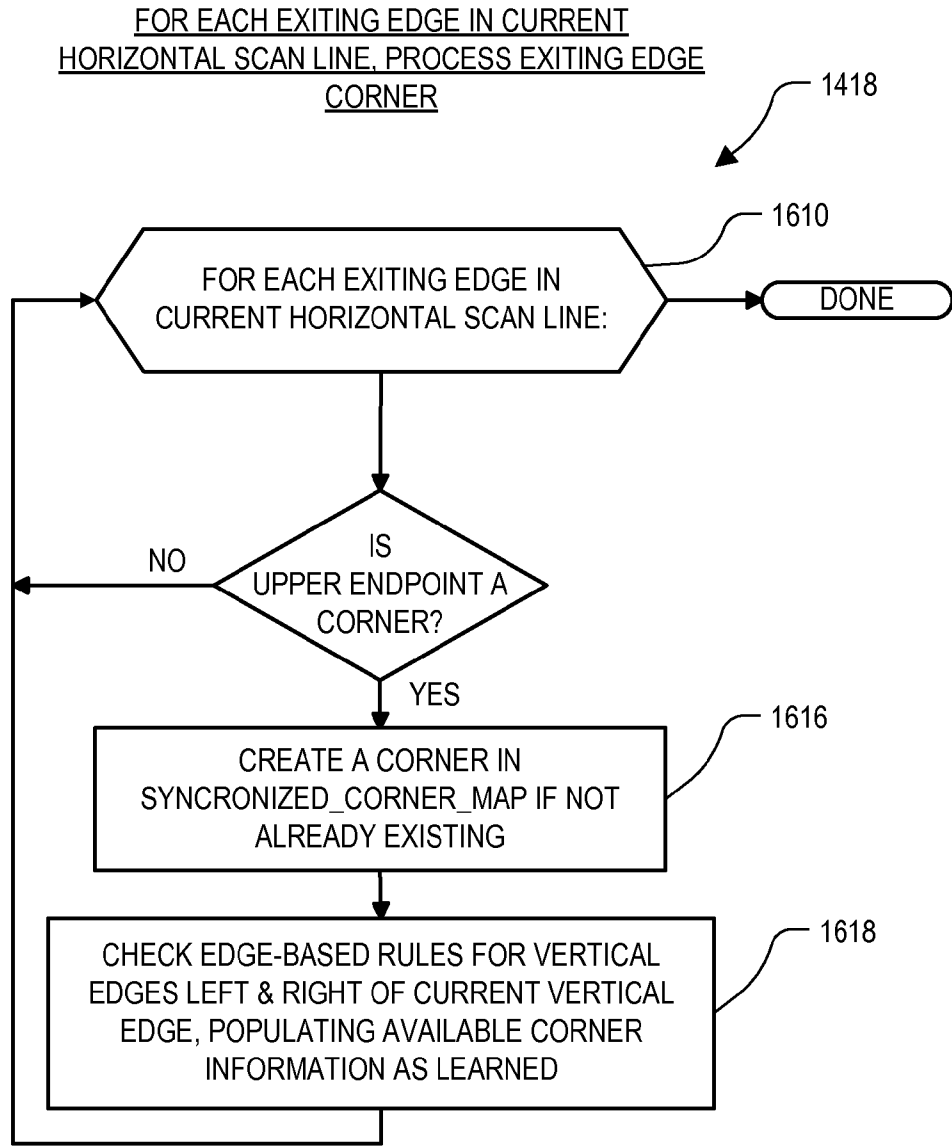 FOR EACH EXITING EDGE IN CURRENT
HORIZONTAL SCAN LINE, PROCESS EXITING EDGE
CORNER
1418
1610
FOR EACH EXITING EDGE IN
CURRENT HORIZONTAL SCAN LINE:
DONE
IS
UPPER ENDPOINT A
CORNER?
NO
YES
1616
CREATE A CORNER IN
SYNCRONIZED_CORNER_MAP IF NOT
ALREADY EXISTING
1618
CHECK EDGE-BASED RULES FOR VERTICAL
EDGES LEFT & RIGHT OF CURRENT VERTICAL
EDGE, POPULATING AVAILABLE CORNER
INFORMATION AS LEARNED